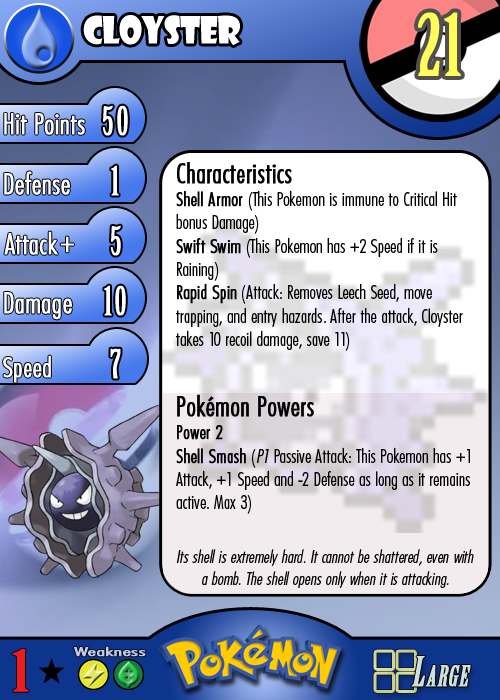 CLOYSTER
21
Hit Points 50
Defense 1
Attack+ 5
Damage 10
Speed 7
Characteristics
Shell Armor (This Pokemon is immune to Critical Hit
bonus Damage)
Swift Swim (This Pokemon has +2 Speed if it is
Raining)
Rapid Spin (Attack: Removes Leech Seed, move
trapping, and entry hazards. After the attack, Cloyster
takes 10 recoil damage, save 11)
Pokémon Powers
Power 2
Shell Smash (P1 Passive Attack: This Pokemon has +1
Attack, +1 Speed and -2 Defense as long as it remains
active. Max 3)
Its shell is extremely hard. It cannot be shattered, even with
a bomb. The shell opens only when it is attacking.
1 ★ Weakness
POKéMON
LARGE